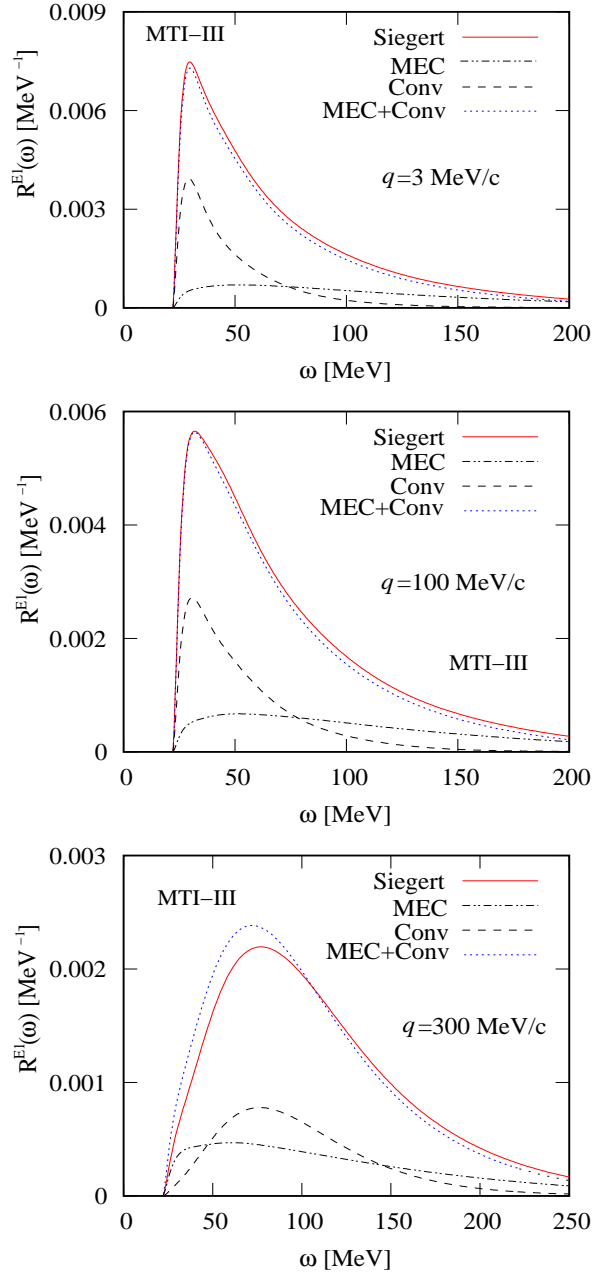 0.009
MTI−III
Siegert
MEC
Conv
MEC+Conv
0.006
q=3 MeV/c
0.003
0
R^E1(ω) [MeV⁻¹]
0 50 100 150 200
ω [MeV]
0.006
Siegert
MEC
Conv
MEC+Conv
0.004
q=100 MeV/c
0.002
MTI−III
0
R^E1(ω) [MeV⁻¹]
0 50 100 150 200
ω [MeV]
0.003
MTI−III
Siegert
MEC
Conv
MEC+Conv
0.002
q=300 MeV/c
0.001
0
R^E1(ω) [MeV⁻¹]
0 50 100 150 200 250
ω [MeV]